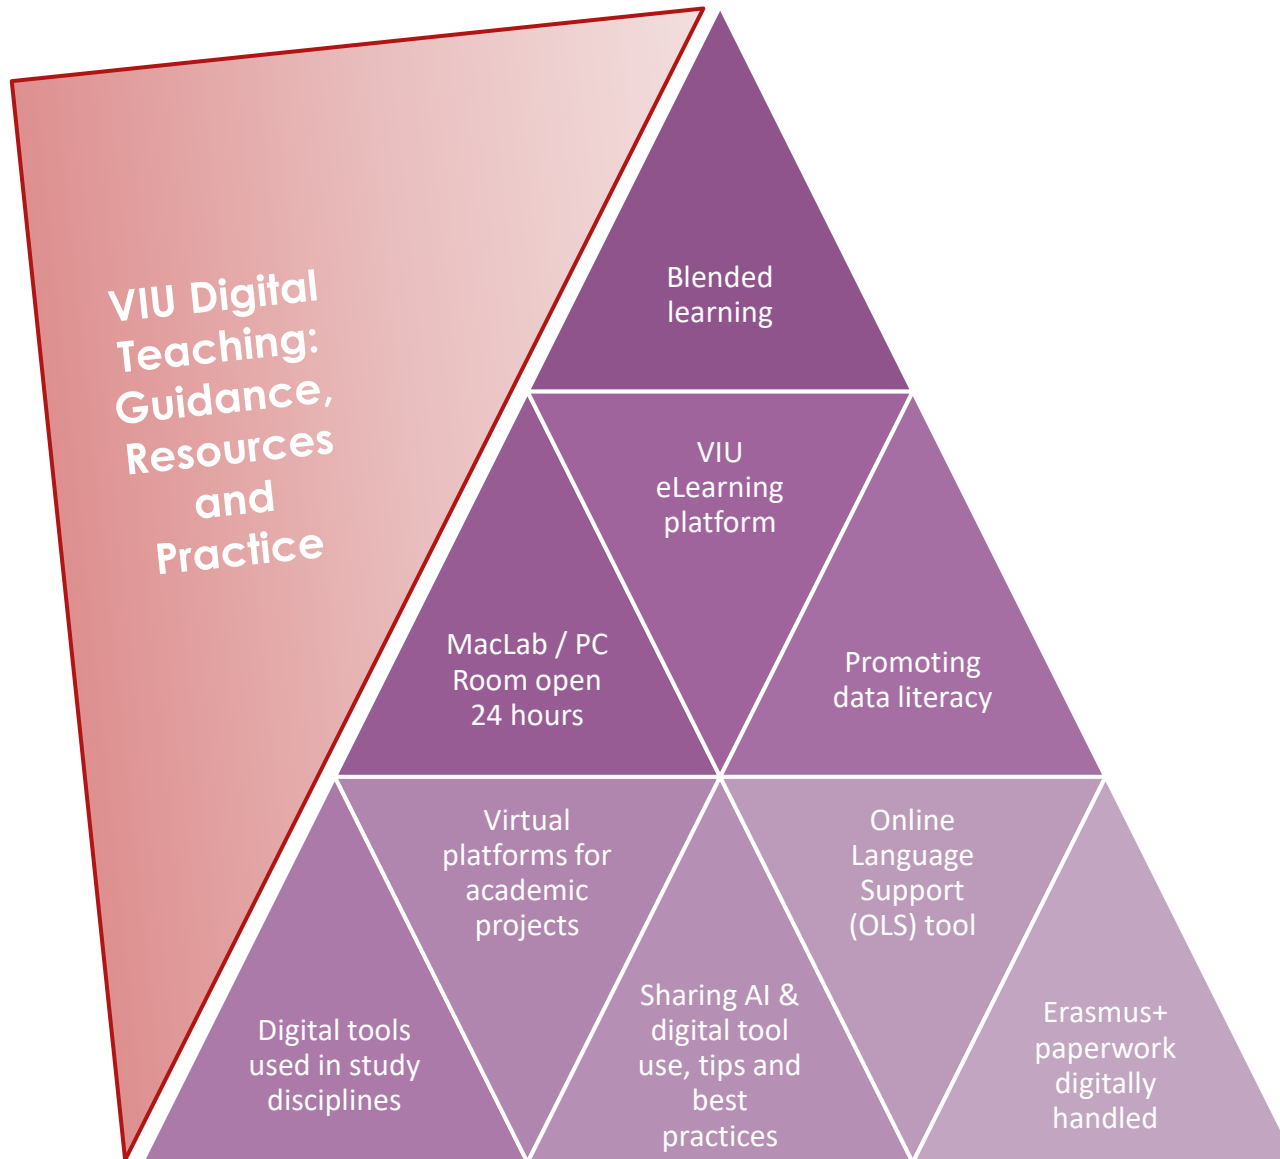 VIU Digital
Teaching:
Guidance,
Resources
and
Practice
Blended
learning
VIU
eLearning
platform
MacLab / PC
Room open
24 hours
Promoting
data literacy
Virtual
platforms for
academic
projects
Online
Language
Support
(OLS) tool
Digital tools
used in study
disciplines
Sharing AI &
digital tool
use, tips and
best
practices
Erasmus+
paperwork
digitally
handled